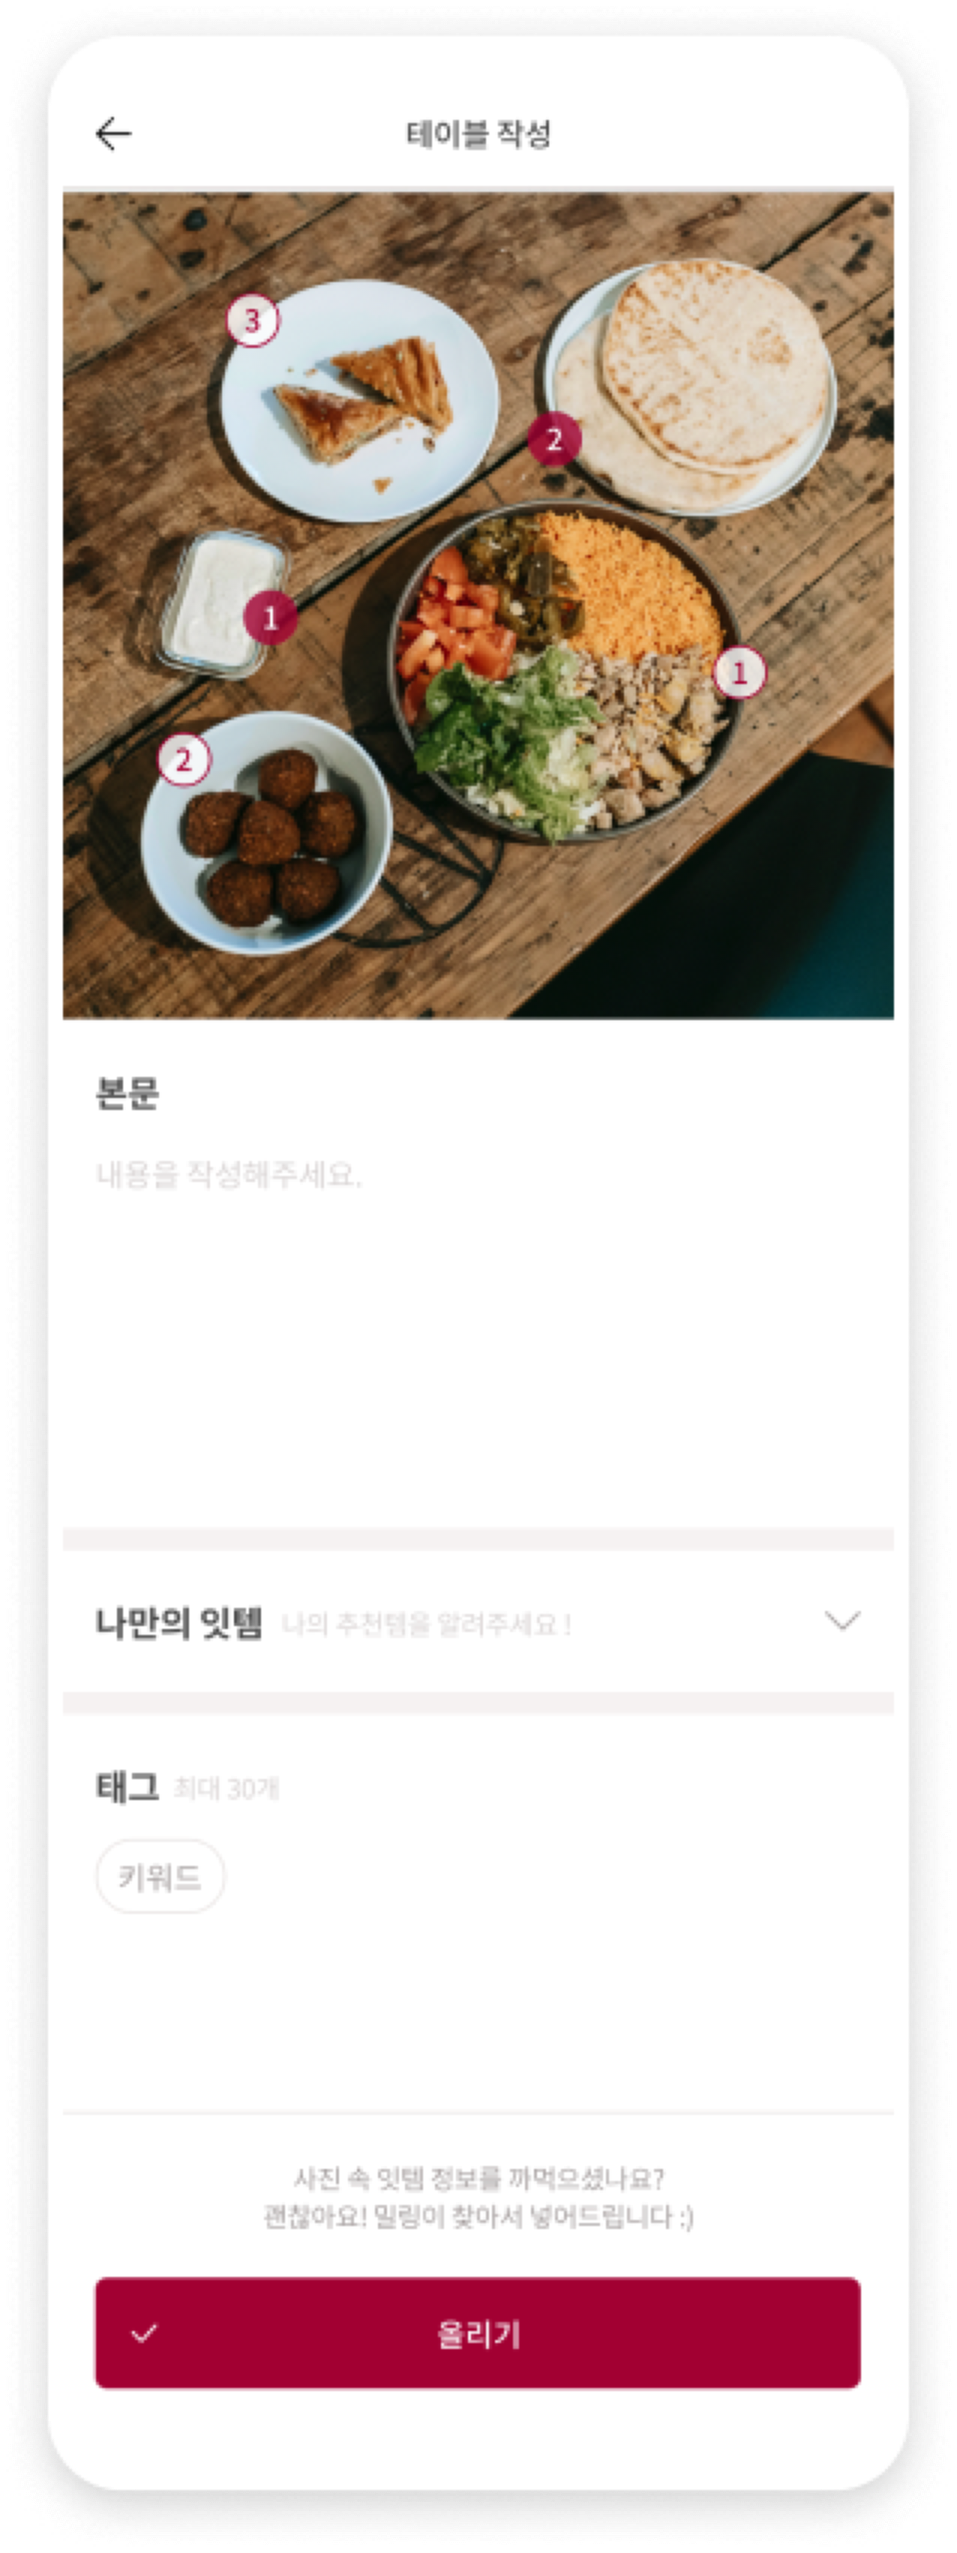 테이블 작성
3
2
1
1
2
본문
내용을 작성해주세요.
나만의 잇템 나의 추천템을 알려주세요 !
태그 최대 30개
키워드
사진 속 잇템 정보를 까먹으셨나요?
괜찮아요! 밀링이 찾아서 넣어드립니다 :)
올리기